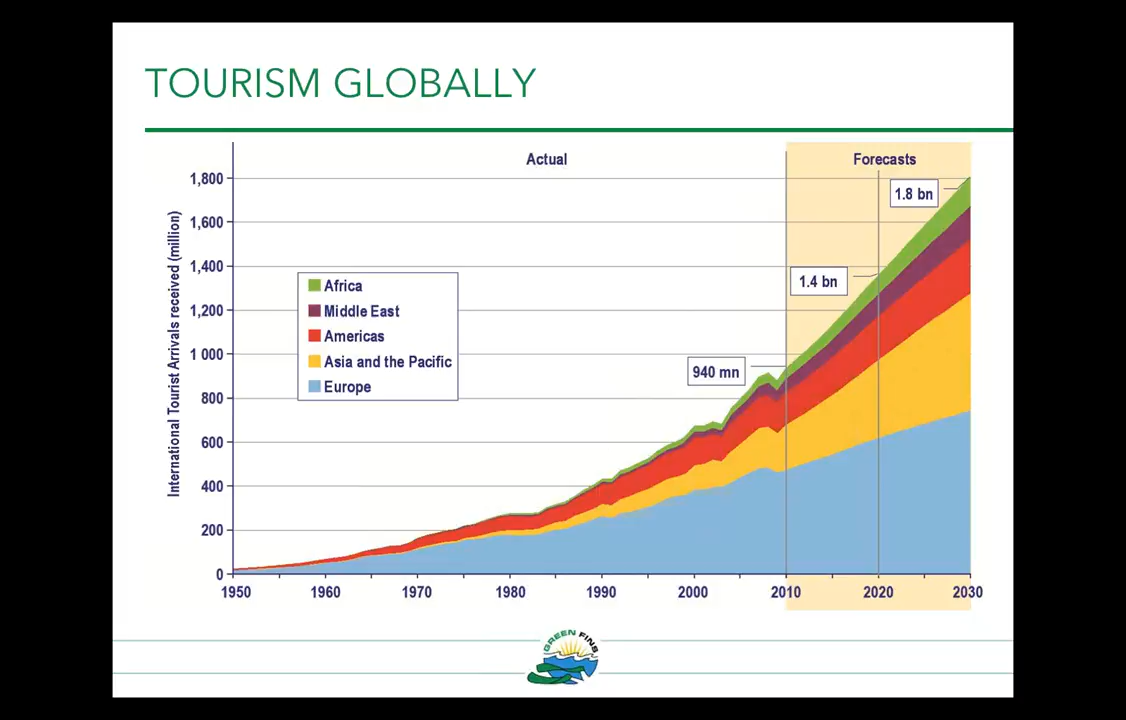 TOURISM GLOBALLY
Actual
Forecasts
International Tourist Arrivals received (million)
1,800
1,600
1,400
1,200
1 000
800
600
400
200
0
1.8 bn
1.4 bn
940 mn
Africa
Middle East
Americas
Asia and the Pacific
Europe
1950 1960 1970 1980 1990 2000 2010 2020 2030
GREEN FINS